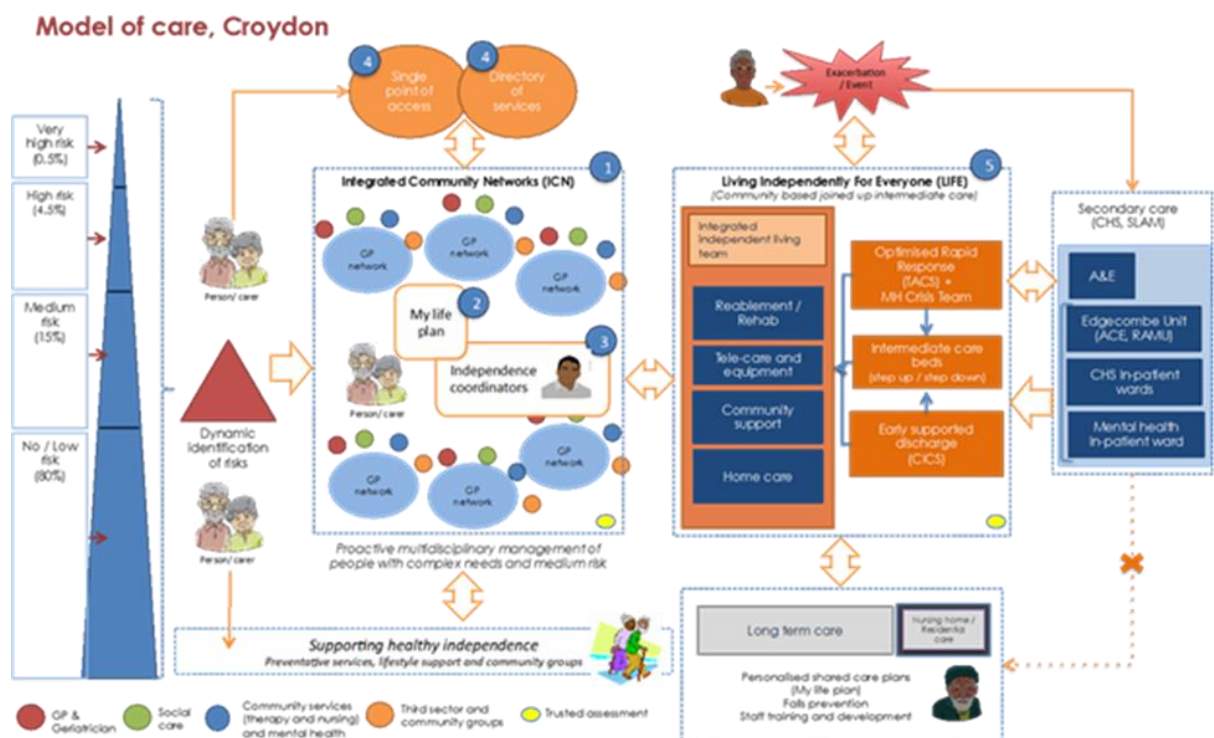 Model of care, Croydon
4
4
Single
point of
access
Directory
of
services
Exacerbation
/ Event
Very
high risk
(0.5%)
High risk
(4.5%)
Medium
risk
(15%)
No / Low
risk
(80%)
Person/ carer
Dynamic
identification
of risks
Person/ carer
1
Integrated Community Networks (ICN)
GP
network
GP
network
GP
network
2
My life
plan
3
Independence
coordinators
Person/ carer
GP
network
GP
network
GP
network
Proactive multidisciplinary management of
people with complex needs and medium risk
5
Living Independently For Everyone (LIFE)
(Community based joined up intermediate care)
Integrated
independent living
team
Reablement /
Rehab
Tele-care and
equipment
Community
support
Home care
Optimised Rapid
Response
(TACS) +
MH Crisis Team
Intermediate care
beds
(step up / step down)
Early supported
discharge
(CICS)
Secondary care
(CHS, SLAM)
A&E
Edgecombe Unit
(ACE, RAMU)
CHS in-patient
wards
Mental health
in-patient ward
Supporting healthy independence
Preventative services, lifestyle support and community groups
Long term care
Nursing home /
Residential
care
Personalised shared care plans
(My life plan)
Falls prevention
Staff training and development
GP &
Geriatrician
Social
care
Community services
(therapy and nursing)
and mental health
Third sector and
community groups
Trusted assessment